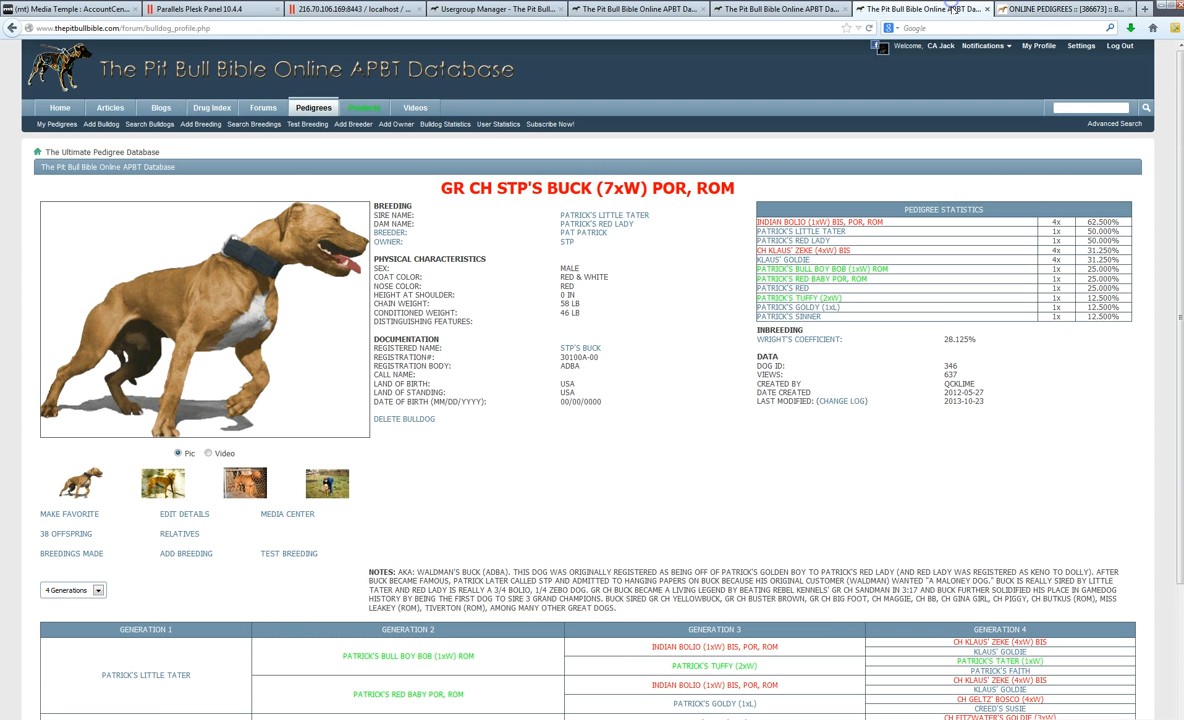 (mt) Media Temple : AccountCen... Parallels Plesk Panel 10.4.4 216.70.106.169:8443 / localhost / ... Usergroup Manager - The Pit Bull... The Pit Bull Bible Online APBT Da... The Pit Bull Bible Online APBT Da... The Pit Bull Bible Online APBT Da... ONLINE PEDIGREES :: [386673] :: B...
www.thepitbullbible.com/forum/bulldog_profile.php Google
Welcome, CA Jack Notifications My Profile Settings Log Out
The Pit Bull Bible Online APBT Database
Home Articles Blogs Drug Index Forums Pedigrees Products Videos
My Pedigrees Add Bulldog Search Bulldogs Add Breeding Search Breedings Test Breeding Add Breeder Add Owner Bulldog Statistics User Statistics Subscribe Now! Advanced Search
The Ultimate Pedigree Database
The Pit Bull Bible Online APBT Database
GR CH STP'S BUCK (7xW) POR, ROM
BREEDING
SIRE NAME: PATRICK'S LITTLE TATER
DAM NAME: PATRICK'S RED LADY
BREEDER: PAT PATRICK
OWNER: STP
PHYSICAL CHARACTERISTICS
SEX: MALE
COAT COLOR: RED & WHITE
NOSE COLOR: RED
HEIGHT AT SHOULDER: 0 IN
CHAIN WEIGHT: 58 LB
CONDITIONED WEIGHT: 46 LB
DISTINGUISHING FEATURES:
DOCUMENTATION
REGISTERED NAME: STP'S BUCK
REGISTRATION#: 30100A-00
REGISTRATION BODY: ADBA
CALL NAME:
LAND OF BIRTH: USA
LAND OF STANDING: USA
DATE OF BIRTH (MM/DD/YYYY): 00/00/0000
DELETE BULLDOG
PEDIGREE STATISTICS
INDIAN BOLIO (1xW) BIS, POR, ROM 4x 62.500%
PATRICK'S LITTLE TATER 1x 50.000%
PATRICK'S RED LADY 1x 50.000%
CH KLAUS' ZEKE (4xW) BIS 4x 31.250%
KLAUS' GOLDIE 4x 31.250%
PATRICK'S BULL BOY BOB (1xW) ROM 1x 25.000%
PATRICK'S RED BABY POR, ROM 1x 25.000%
PATRICK'S RED 1x 25.000%
PATRICK'S TUFFY (2xW) 1x 12.500%
PATRICK'S GOLDY (1xL) 1x 12.500%
PATRICK'S SINNER 1x 12.500%
INBREEDING
WRIGHT'S COEFFICIENT: 28.125%
DATA
DOG ID: 346
VIEWS: 637
CREATED BY QCKLIME
DATE CREATED 2012-05-27
LAST MODIFIED: (CHANGE LOG) 2013-10-23
Pic Video
MAKE FAVORITE EDIT DETAILS MEDIA CENTER
38 OFFSPRING RELATIVES
BREEDINGS MADE ADD BREEDING TEST BREEDING
NOTES: AKA: WALDMAN'S BUCK (ADBA). THIS DOG WAS ORIGINALLY REGISTERED AS BEING OFF OF PATRICK'S GOLDEN BOY TO PATRICK'S RED LADY (AND RED LADY WAS REGISTERED AS KENO TO DOLLY). AFTER
BUCK BECAME FAMOUS, PATRICK LATER CALLED STP AND ADMITTED TO HANGING PAPERS ON BUCK BECAUSE HIS ORIGINAL CUSTOMER (WALDMAN) WANTED "A MALONEY DOG." BUCK IS REALLY SIRED BY LITTLE
TATER AND RED LADY IS REALLY A 3/4 BOLIO, 1/4 ZEBO DOG. GR CH BUCK BECAME A LIVING LEGEND BY BEATING REBEL KENNELS' GR CH SANDMAN IN 3:17 AND BUCK FURTHER SOLIDIFIED HIS PLACE IN GAMEDOG
HISTORY BY BEING THE FIRST DOG TO SIRE 3 GRAND CHAMPIONS. BUCK SIRED GR CH YELLOWBUCK, GR CH BUSTER BROWN, GR CH BIG FOOT, CH MAGGIE, CH BB, CH GINA GIRL, CH PIGGY, CH BUTKUS (ROM), MISS
LEAKEY (ROM), TIVERTON (ROM), AMONG MANY OTHER GREAT DOGS.
4 Generations
GENERATION 1 GENERATION 2 GENERATION 3 GENERATION 4
PATRICK'S LITTLE TATER
PATRICK'S BULL BOY BOB (1xW) ROM
PATRICK'S RED BABY POR, ROM
INDIAN BOLIO (1xW) BIS, POR, ROM
PATRICK'S TUFFY (2xW)
INDIAN BOLIO (1xW) BIS, POR, ROM
PATRICK'S GOLDY (1xL)
CH KLAUS' ZEKE (4xW) BIS
KLAUS' GOLDIE
PATRICK'S TATER (1xW)
PATRICK'S FAITH
CH KLAUS' ZEKE (4xW) BIS
KLAUS' GOLDIE
CH GELTZ' BOSCO (4xW)
CREED'S SUSIE
CH FITZWATER'S GOLDIE (3xW)